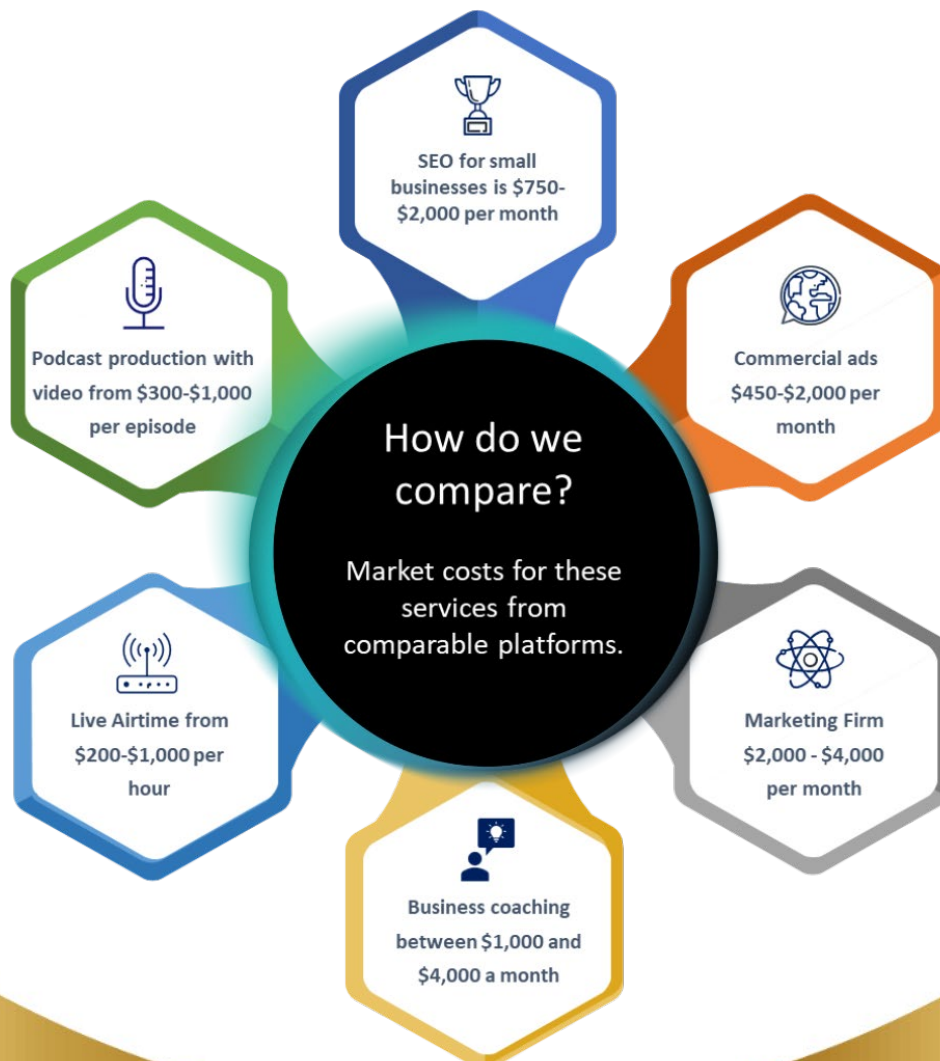 SEO for small
businesses is $750-
$2,000 per month
Podcast production with
video from $300-$1,000
per episode
Commercial ads
$450-$2,000 per
month
How do we
compare?
Market costs for these
services from
comparable platforms.
Live Airtime from
$200-$1,000 per
hour
Marketing Firm
$2,000 - $4,000
per month
Business coaching
between $1,000 and
$4,000 a month